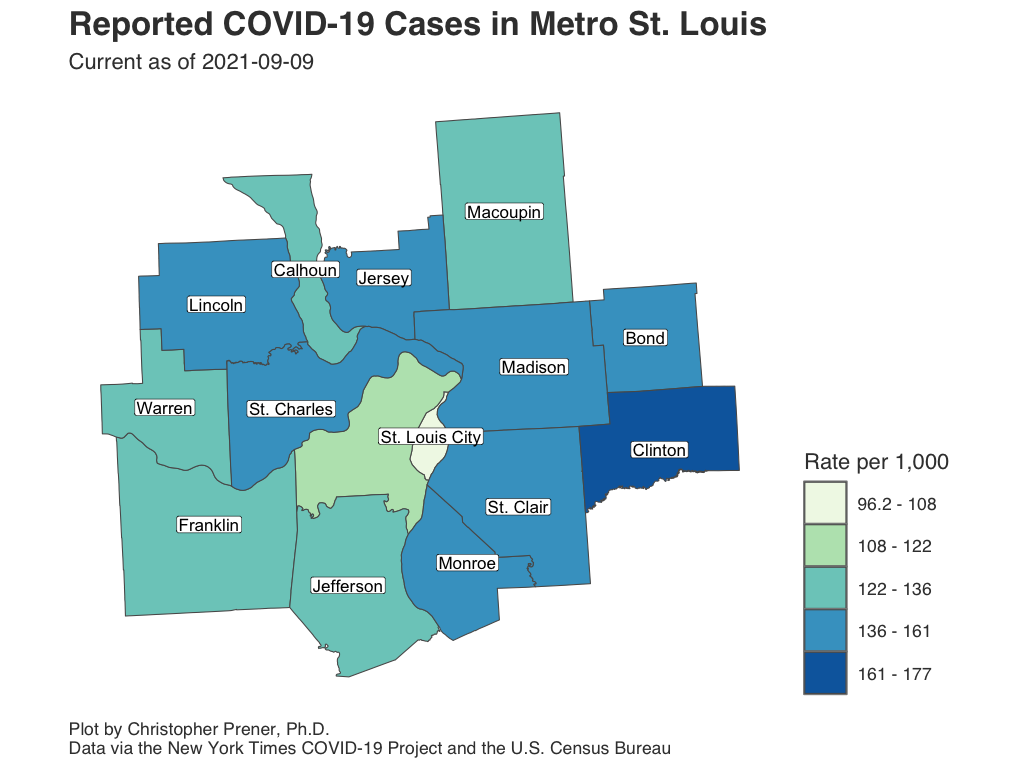 Reported COVID-19 Cases in Metro St. Louis
Current as of 2021-09-09
Macoupin
Calhoun
Jersey
Lincoln
Bond
Madison
Warren
St. Charles
St. Louis City
Clinton
St. Clair
Franklin
Monroe
Jefferson
Rate per 1,000
96.2 - 108
108 - 122
122 - 136
136 - 161
161 - 177
Plot by Christopher Prener, Ph.D.
Data via the New York Times COVID-19 Project and the U.S. Census Bureau